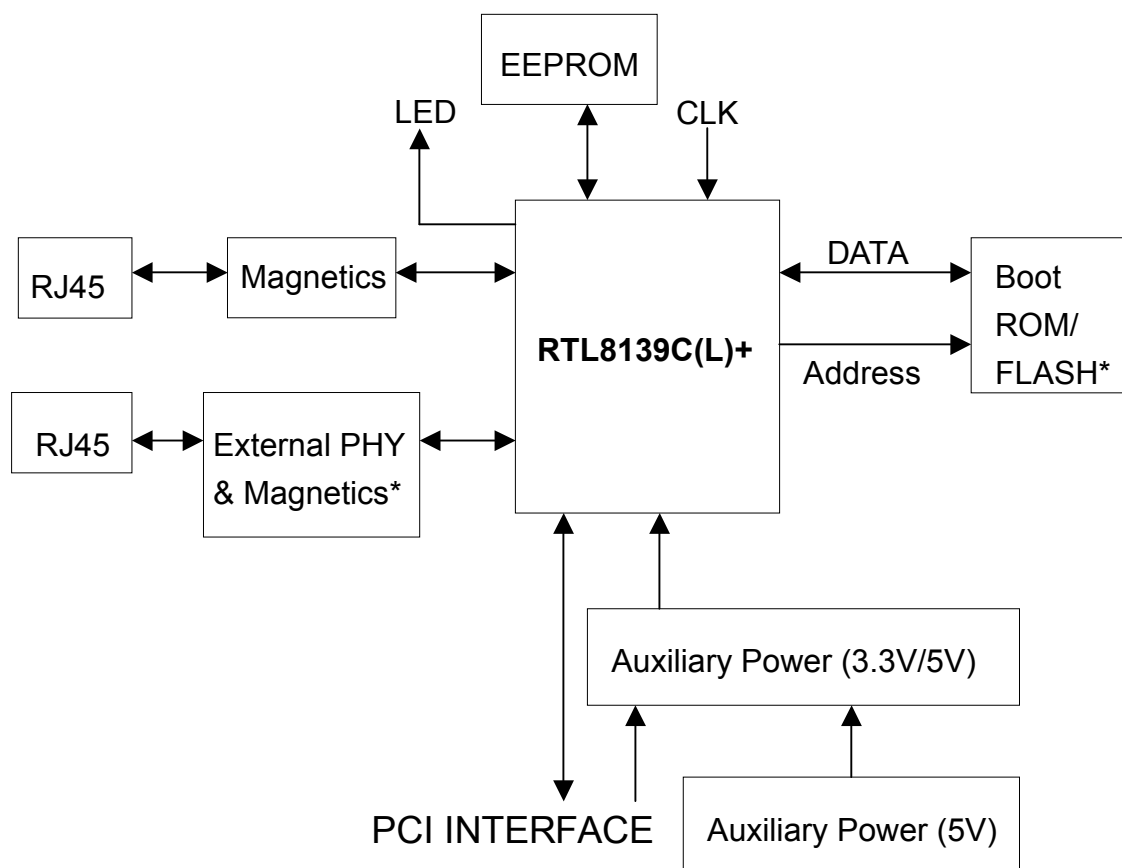 EEPROM
LED
CLK
RJ45
Magnetics
DATA
Boot
ROM/
FLASH*
RTL8139C(L)+
Address
RJ45
External PHY
& Magnetics*
Auxiliary Power (3.3V/5V)
PCI INTERFACE
Auxiliary Power (5V)